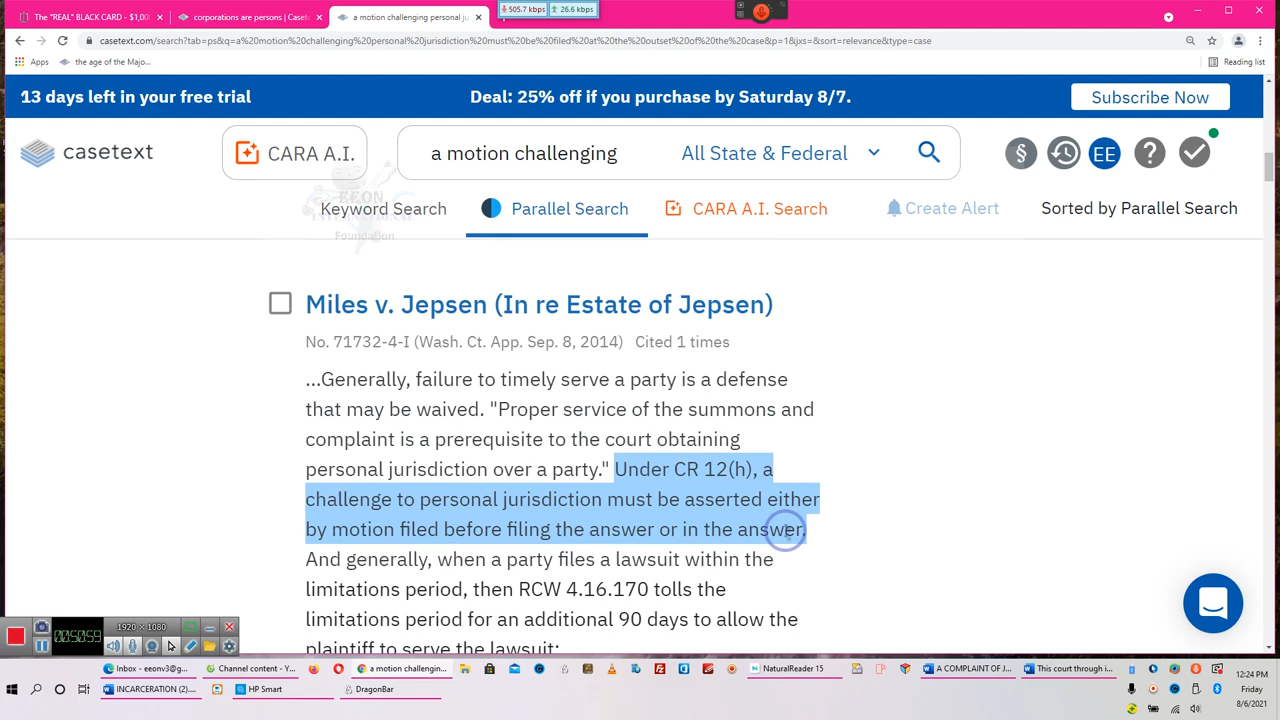 The "REAL" BLACK CARD - $1,000
corporations are persons | Casete
a motion challenging personal ju
505.7 kbps
26.6 kbps
casetext.com/search?tab=ps&q=a%20motion%20challenging%20personal%20jurisdiction%20must%20be%20filed%20at%20the%20outset%20of%20the%20case&p=1&jxs=&sort=relevance&type=case
Apps
the age of the Majo...
Reading list
13 days left in your free trial
Deal: 25% off if you purchase by Saturday 8/7.
Subscribe Now
casetext
CARA A.I.
a motion challenging
All State & Federal
§
EE
?
EEON
Foundation
Keyword Search
Parallel Search
CARA A.I. Search
Create Alert
Sorted by Parallel Search
Miles v. Jepsen (In re Estate of Jepsen)
No. 71732-4-I (Wash. Ct. App. Sep. 8, 2014) Cited 1 times
...Generally, failure to timely serve a party is a defense
that may be waived. "Proper service of the summons and
complaint is a prerequisite to the court obtaining
personal jurisdiction over a party." Under CR 12(h), a
challenge to personal jurisdiction must be asserted either
by motion filed before filing the answer or in the answer.
And generally, when a party files a lawsuit within the
limitations period, then RCW 4.16.170 tolls the
limitations period for an additional 90 days to allow the
plaintiff to serve the lawsuit:
1920 × 1080
005059
Inbox - eeonv3@g...
Channel content - Y...
a motion challengin...
NaturalReader 15
A COMPLAINT OF J...
This court through i...
12:24 PM
Friday
8/6/2021
INCARCERATION (2)....
HP Smart
DragonBar